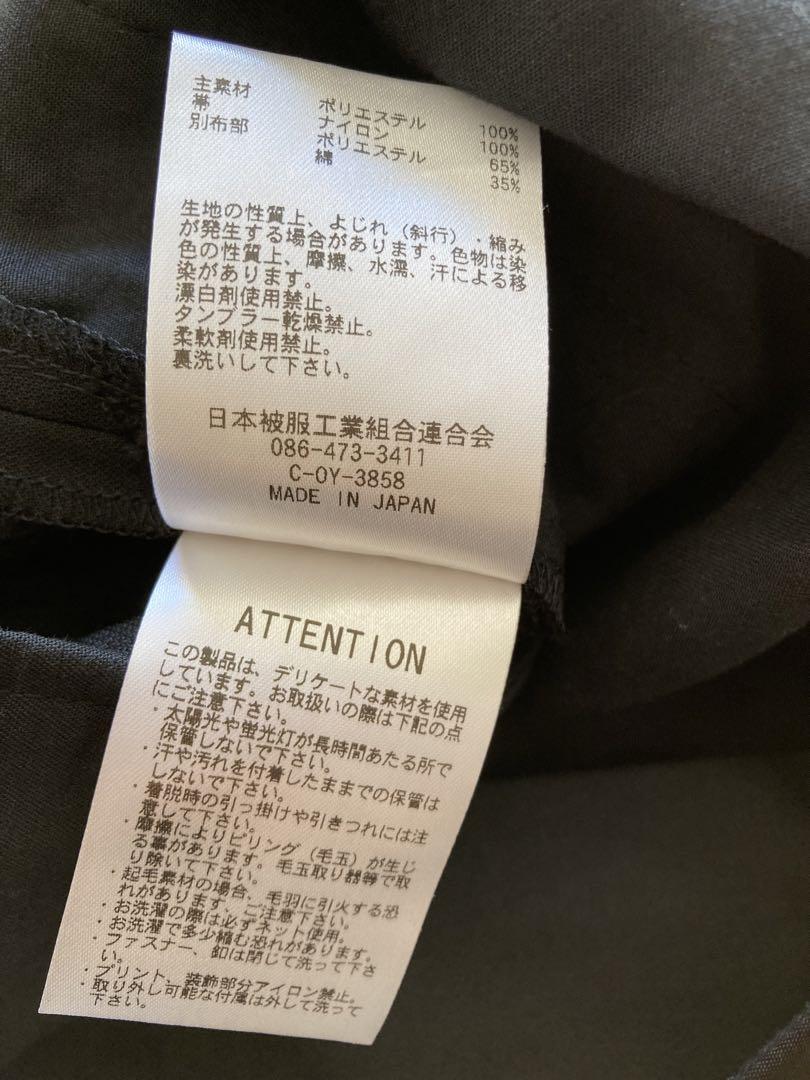 主素材 ポリエステル 100%
帯 ナイロン 100%
別布部 ポリエステル 65%
綿 35%
生地の性質上、よじれ（斜行）・縮み
が発生する場合があります。色物は染
色の性質上、摩擦、水濡、汗による移
染があります。
漂白剤使用禁止。
タンブラー乾燥禁止。
柔軟剤使用禁止。
裏洗いして下さい。
日本被服工業組合連合会
086-473-3411
C-OY-3858
MADE IN JAPAN
ATTENTION
この製品は、デリケートな素材を使用
しています。お取扱いの際は下記の点
にご注意下さい。
・太陽光や蛍光灯が長時間あたる所で
保管しないで下さい。
・汗や汚れを付着したままでの保管は
しないで下さい。
・着脱時の引っ掛けや引きつれには注
意して下さい。
・摩擦によりピリング（毛玉）が生じ
る事があります。毛玉取り器等で取
り除いて下さい。
・起毛素材の場合、毛羽に引火する恐
れがあります、ご注意下さい。
・お洗濯の際は必ずネット使用。
・お洗濯で多少縮む恐れがあります。
・ファスナー、釦は閉じて洗って下さ
い。
・プリント、装飾部分アイロン禁止。
・取り外し可能な付属は外して洗って
下さい。